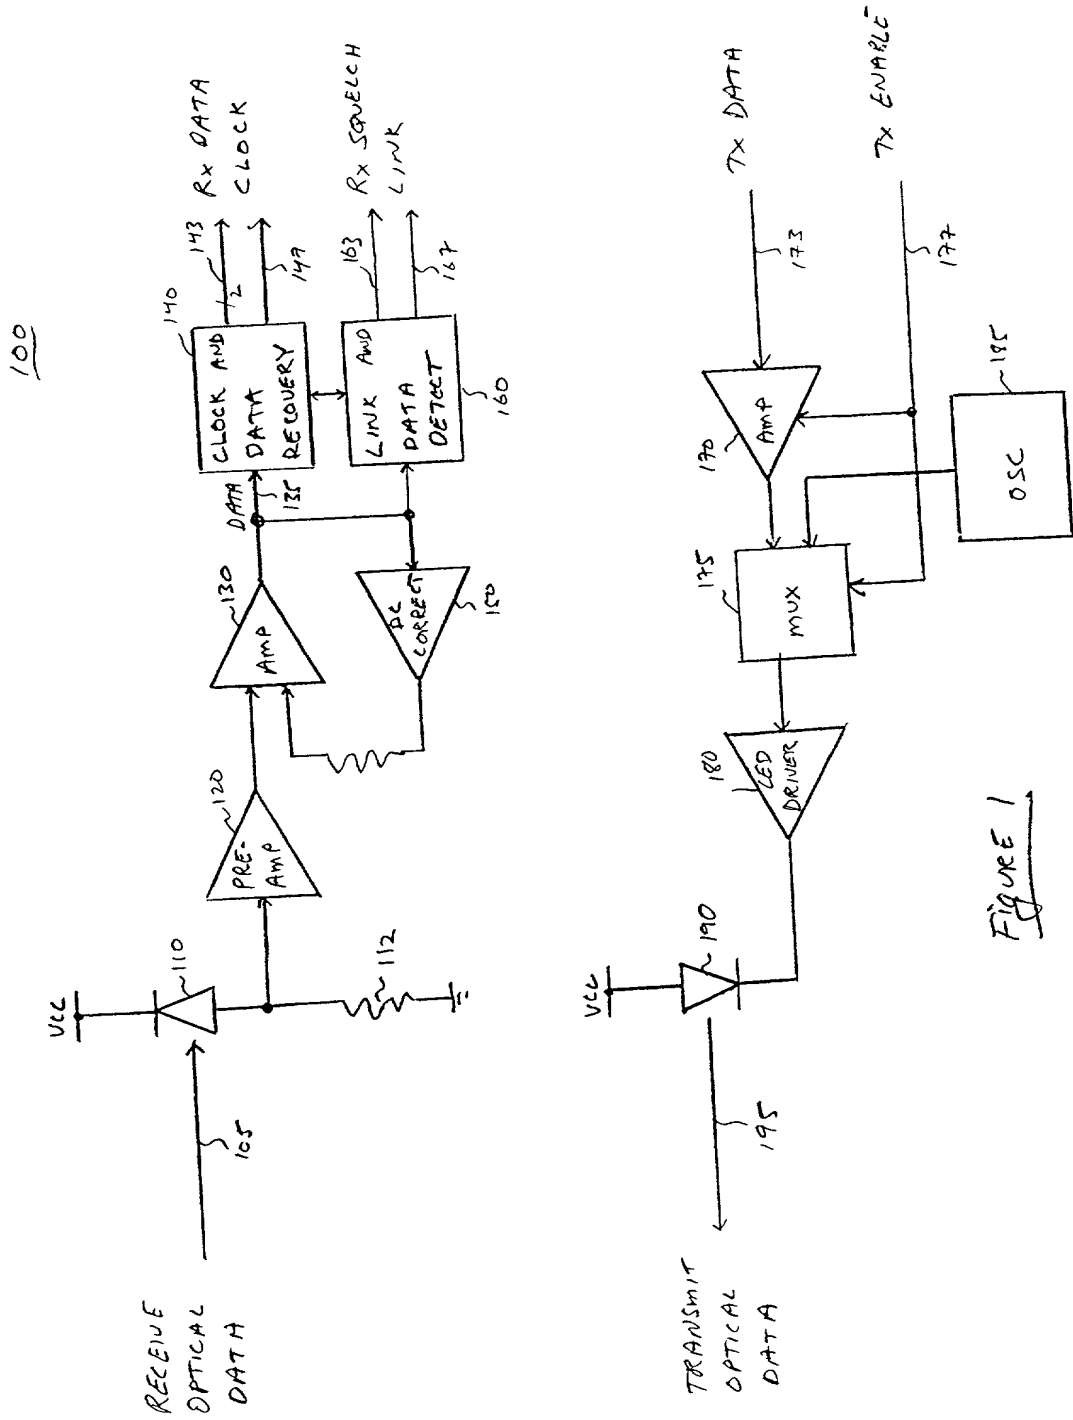 100
RECEIVE
OPTICAL
DATA
105
VCC
110
112
PRE-
AMP
120
AMP
130
DATA
135
CLOCK AND
DATA
RECOVERY
140
2
143
RX DATA
CLOCK
147
DC
CORRECT
150
LINK AND
DATA
DETECT
160
163
RX SQUELCH
LINK
167
TRANSMIT
OPTICAL
DATA
195
VCC
190
LED
DRIVER
180
MUX
175
AMP
170
173
TX DATA
TX ENABLE
177
OSC
185
Figure 1